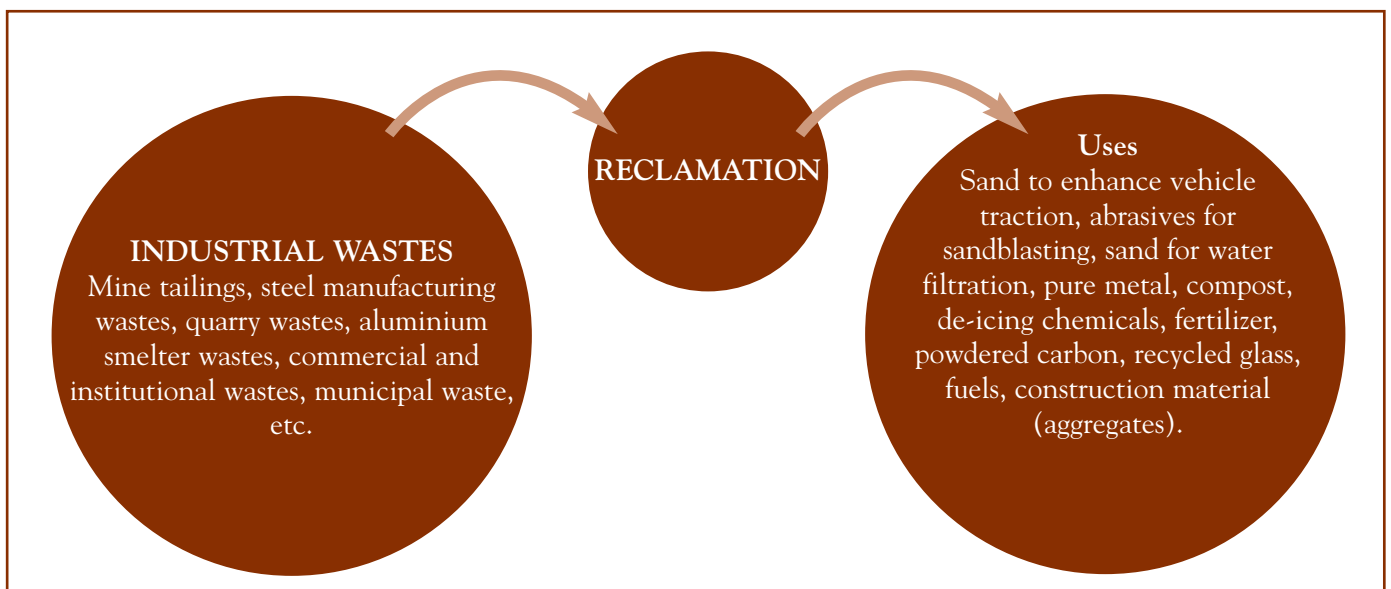 INDUSTRIAL WASTES
Mine tailings, steel manufacturing
wastes, quarry wastes, aluminium
smelter wastes, commercial and
institutional wastes, municipal waste,
etc.
RECLAMATION
Uses
Sand to enhance vehicle
traction, abrasives for
sandblasting, sand for water
filtration, pure metal, compost,
de-icing chemicals, fertilizer,
powdered carbon, recycled glass,
fuels, construction material
(aggregates).